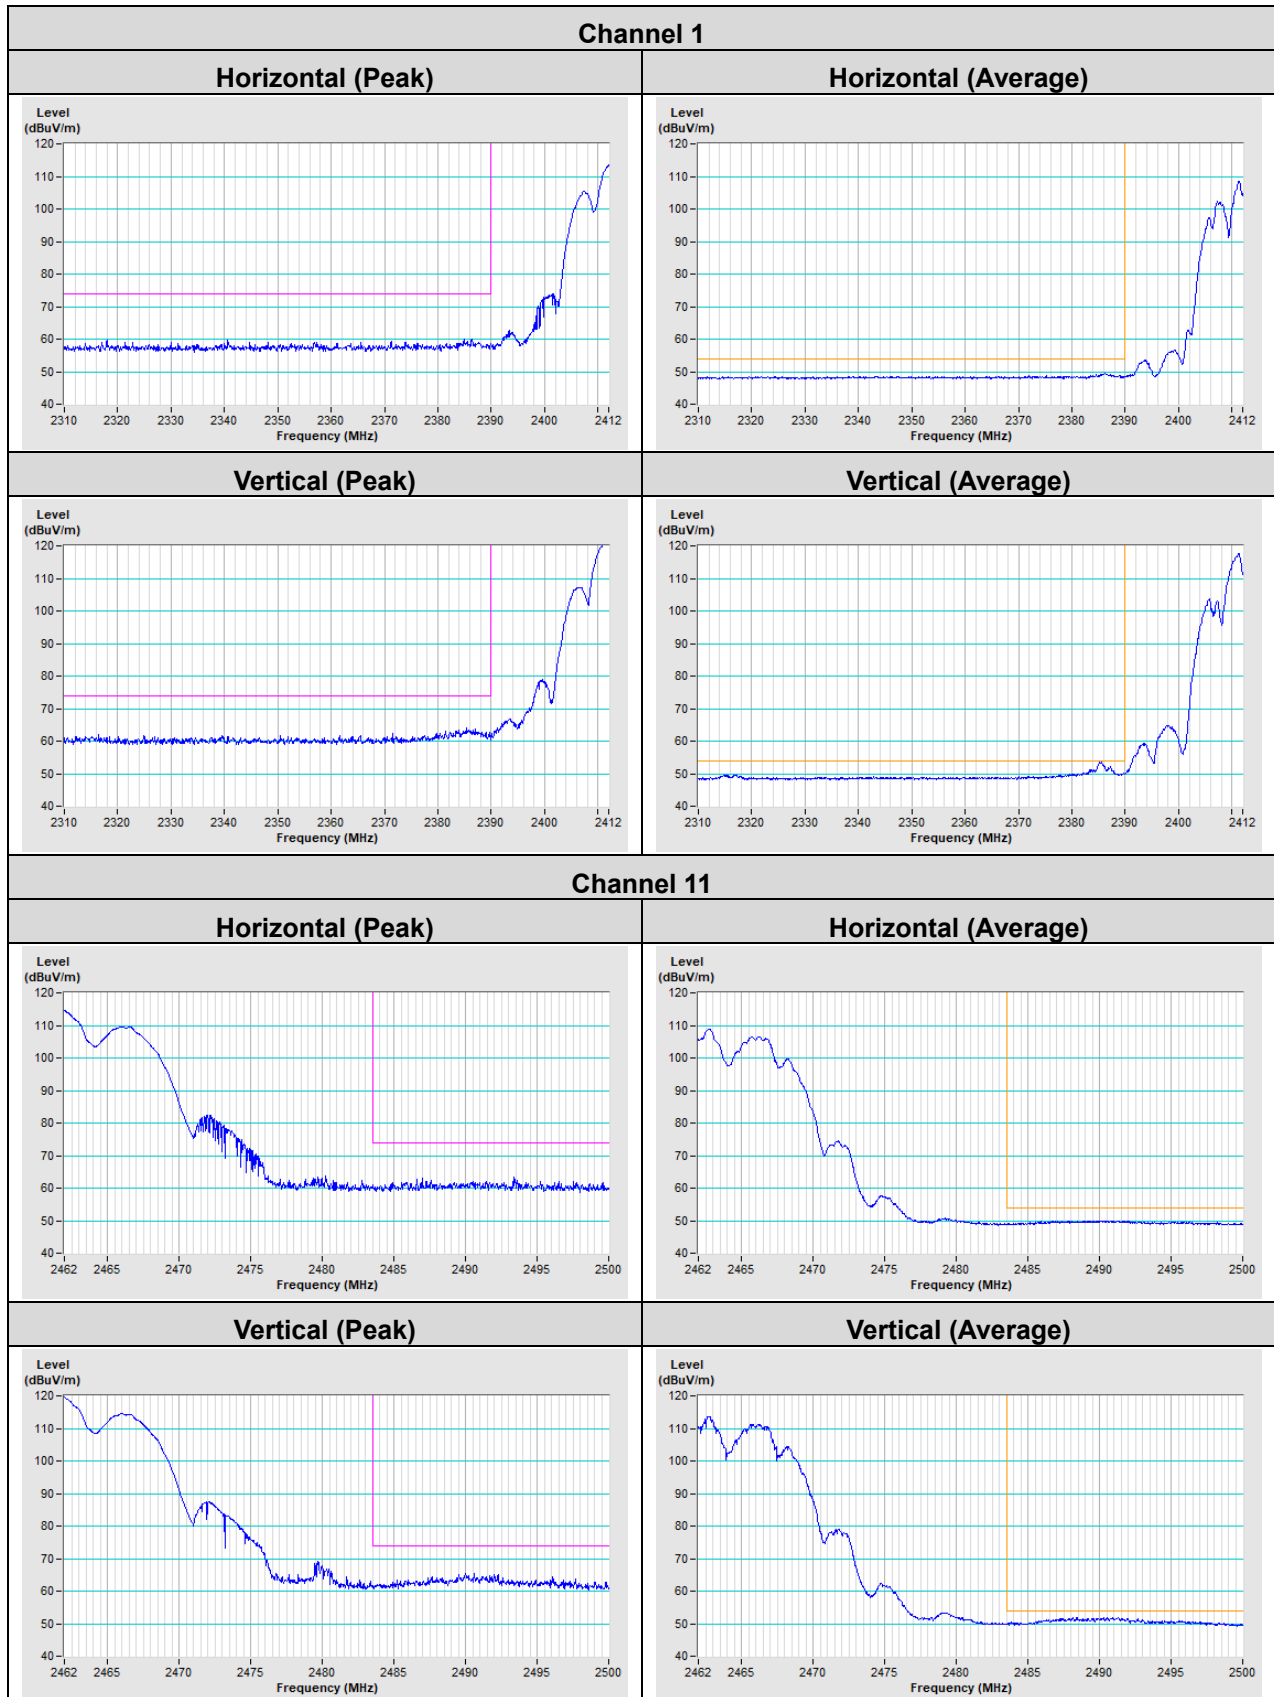 Channel 1
Horizontal (Peak)
Horizontal (Average)
Level
(dBuV/m)
120
110
100
90
80
70
60
50
40
2310 2320 2330 2340 2350 2360 2370 2380 2390 2400 2412
Frequency (MHz)
Level
(dBuV/m)
120
110
100
90
80
70
60
50
40
2310 2320 2330 2340 2350 2360 2370 2380 2390 2400 2412
Frequency (MHz)
Vertical (Peak)
Vertical (Average)
Level
(dBuV/m)
120
110
100
90
80
70
60
50
40
2310 2320 2330 2340 2350 2360 2370 2380 2390 2400 2412
Frequency (MHz)
Level
(dBuV/m)
120
110
100
90
80
70
60
50
40
2310 2320 2330 2340 2350 2360 2370 2380 2390 2400 2412
Frequency (MHz)
Channel 11
Horizontal (Peak)
Horizontal (Average)
Level
(dBuV/m)
120
110
100
90
80
70
60
50
40
2462 2465 2470 2475 2480 2485 2490 2495 2500
Frequency (MHz)
Level
(dBuV/m)
120
110
100
90
80
70
60
50
40
2462 2465 2470 2475 2480 2485 2490 2495 2500
Frequency (MHz)
Vertical (Peak)
Vertical (Average)
Level
(dBuV/m)
120
110
100
90
80
70
60
50
40
2462 2465 2470 2475 2480 2485 2490 2495 2500
Frequency (MHz)
Level
(dBuV/m)
120
110
100
90
80
70
60
50
40
2462 2465 2470 2475 2480 2485 2490 2495 2500
Frequency (MHz)